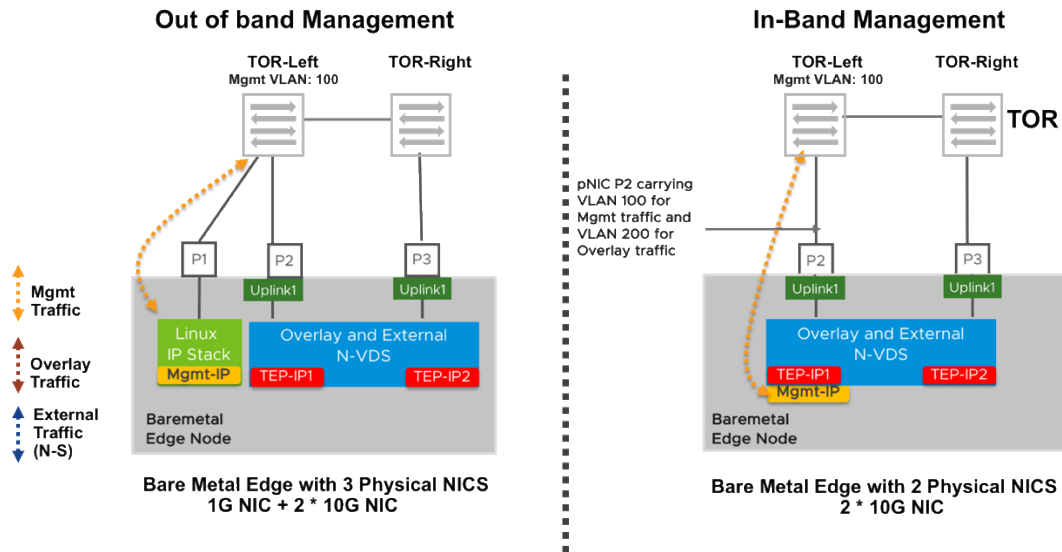 Out of band Management
TOR-Left
Mgmt VLAN: 100
TOR-Right
P1
P2
P3
Uplink1
Uplink1
Linux
IP Stack
Mgmt-IP
Overlay and External
N-VDS
TEP-IP1
TEP-IP2
Baremetal
Edge Node
Bare Metal Edge with 3 Physical NICS
1G NIC + 2 * 10G NIC
Mgmt
Traffic
Overlay
Traffic
External
Traffic
(N-S)
In-Band Management
TOR-Left
Mgmt VLAN: 100
TOR-Right
TOR
pNIC P2 carrying
VLAN 100 for
Mgmt traffic and
VLAN 200 for
Overlay traffic
P2
P3
Uplink1
Uplink1
Overlay and External
N-VDS
TEP-IP1
TEP-IP2
Mgmt-IP
Baremetal
Edge Node
Bare Metal Edge with 2 Physical NICS
2 * 10G NIC